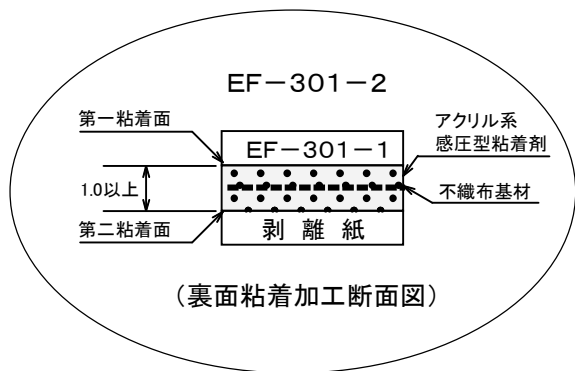 EF－301－2
第一粘着面
EF－301－1
アクリル系
感圧型粘着剤
1.0以上
不織布基材
第二粘着面
剥離紙
（裏面粘着加工断面図）